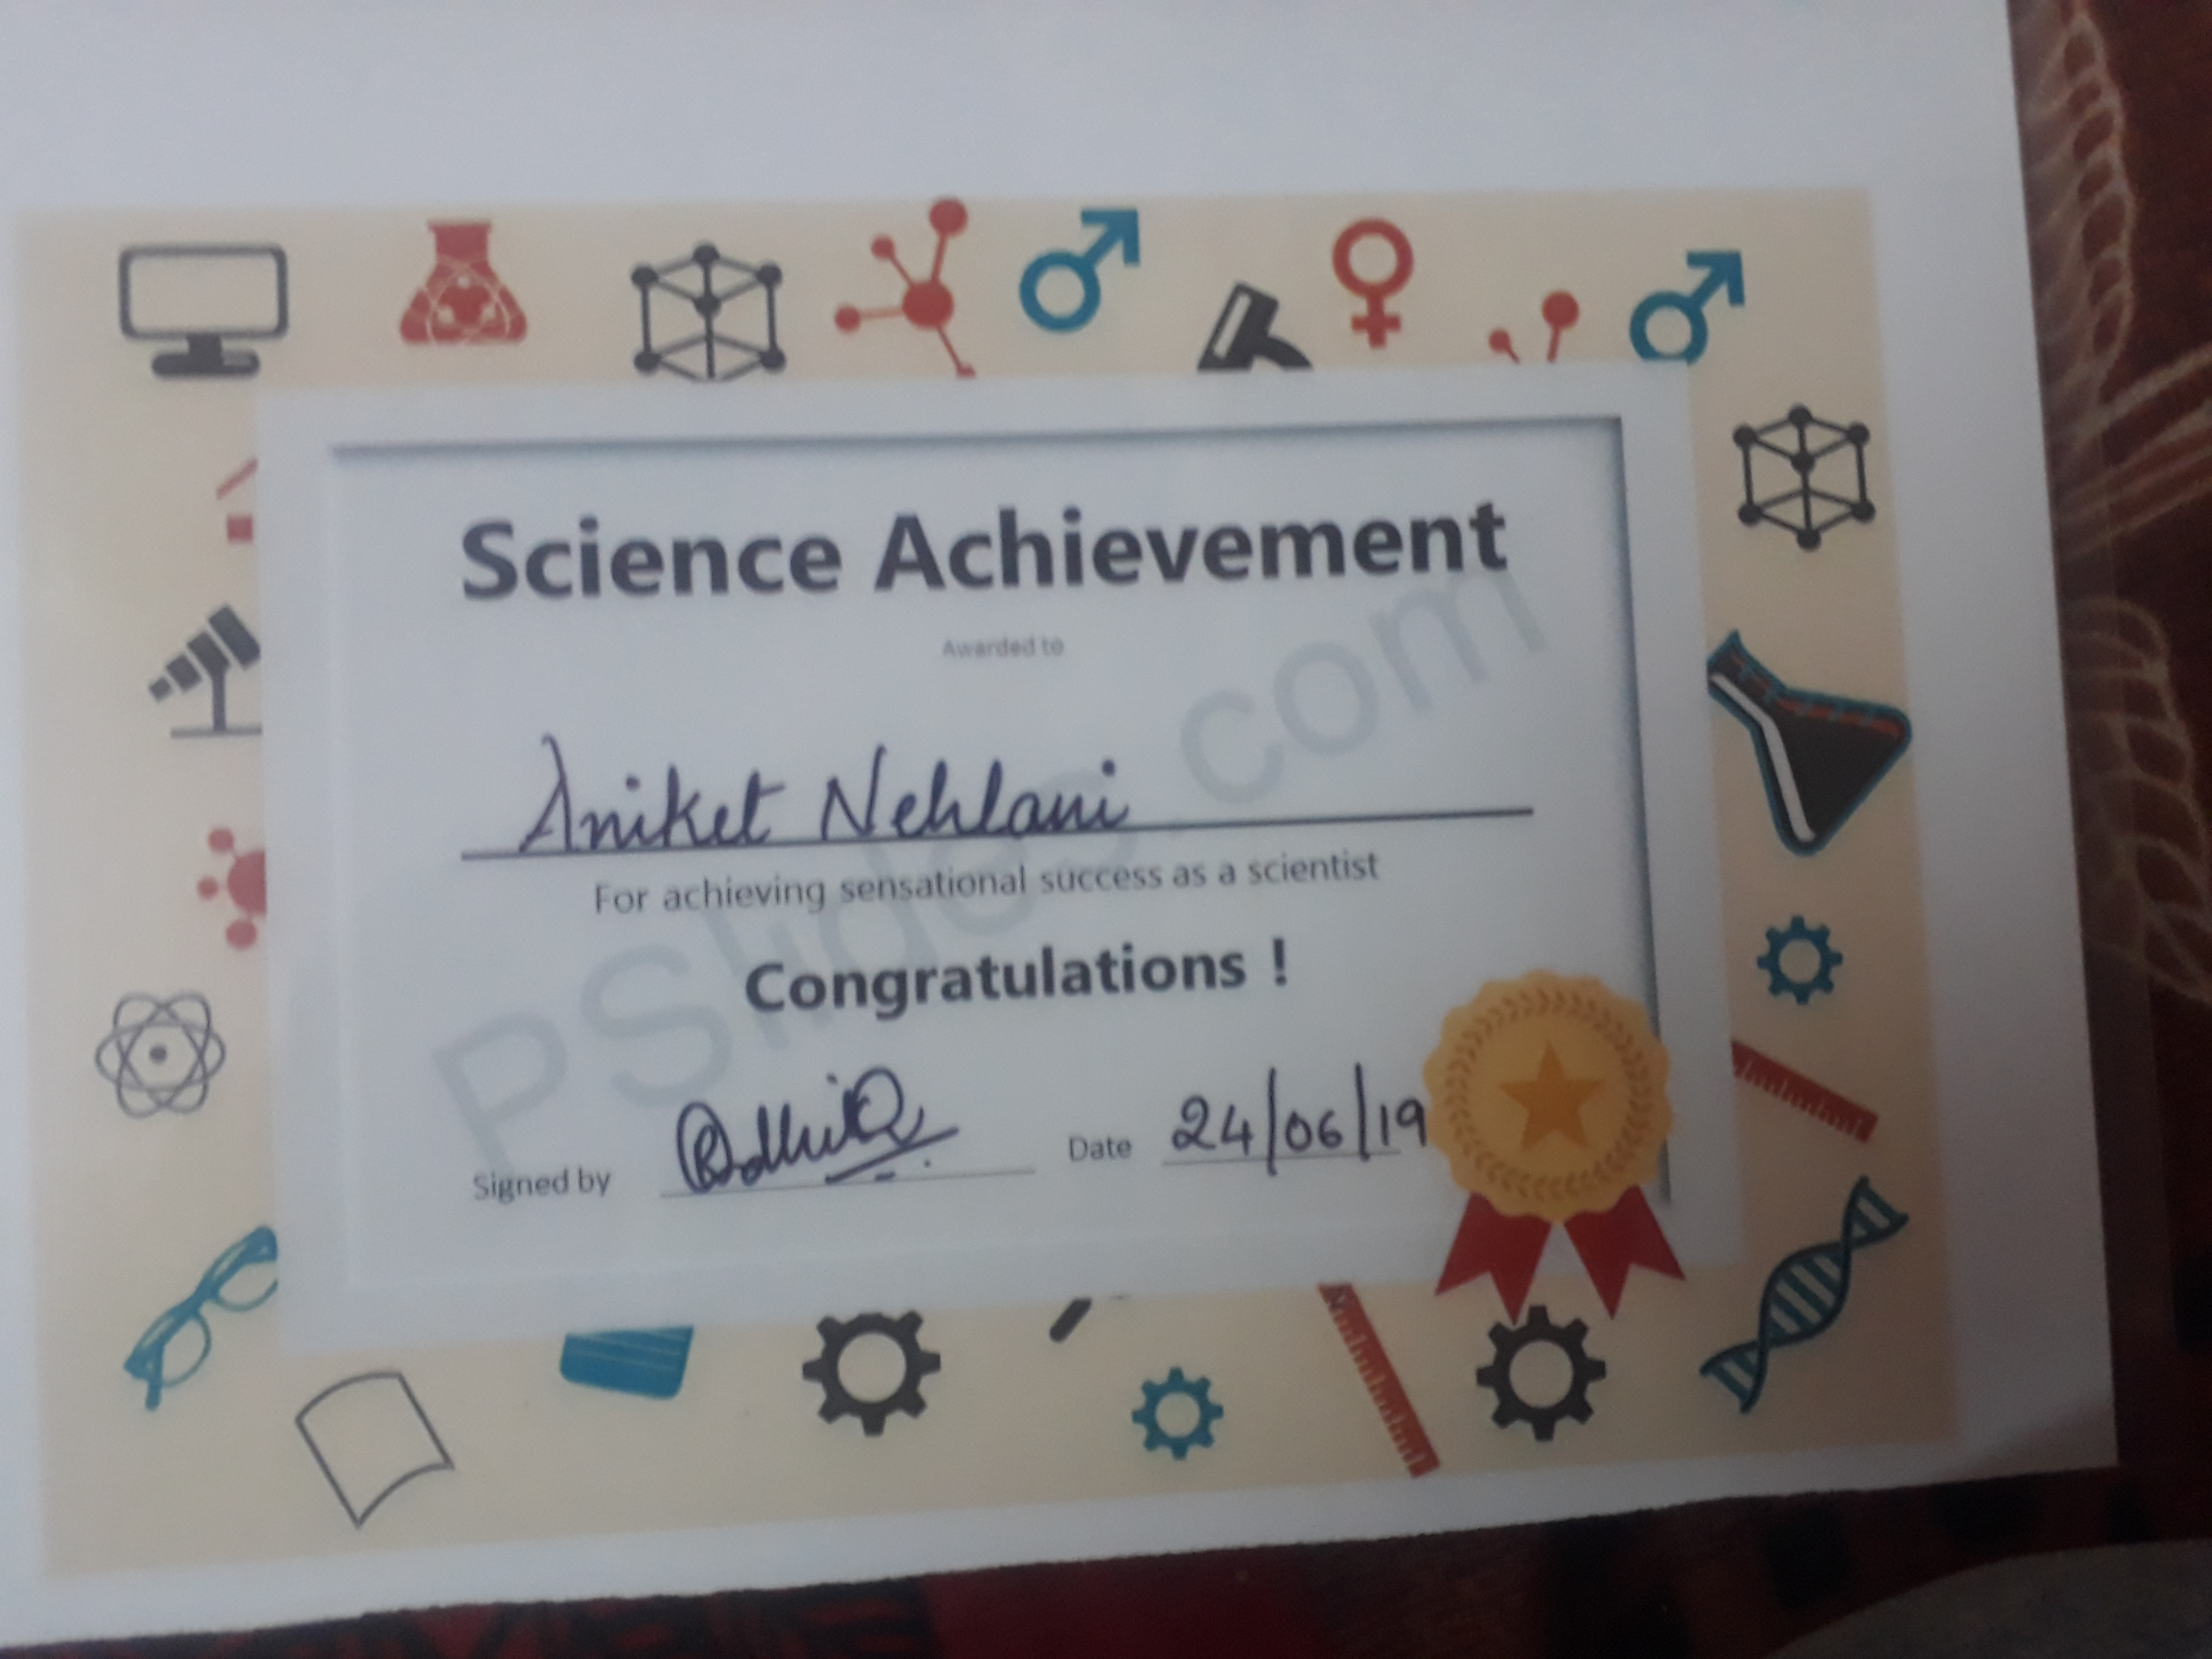 Science Achievement
Awarded to
Aniket Nehlani
For achieving sensational success as a scientist
Congratulations !
Signed by
Date 24/06/19
PSlides.com